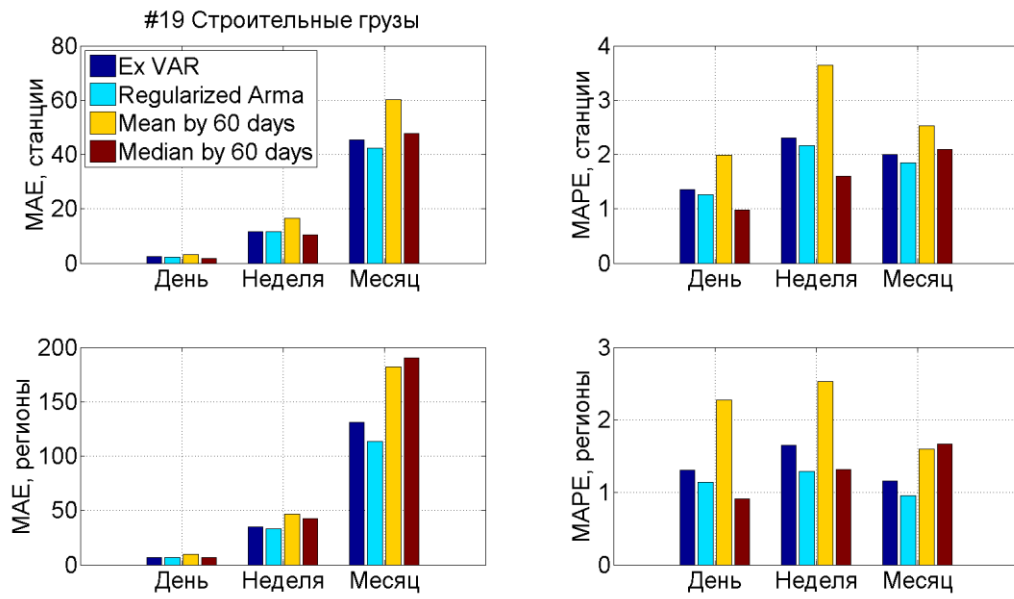 #19 Строительные грузы
MAE, станции
80
60
40
20
0
Ex VAR
Regularized Arma
Mean by 60 days
Median by 60 days
День Неделя Месяц
MAPE, станции
4
3
2
1
0
День Неделя Месяц
MAE, регионы
200
150
100
50
0
День Неделя Месяц
MAPE, регионы
3
2
1
0
День Неделя Месяц